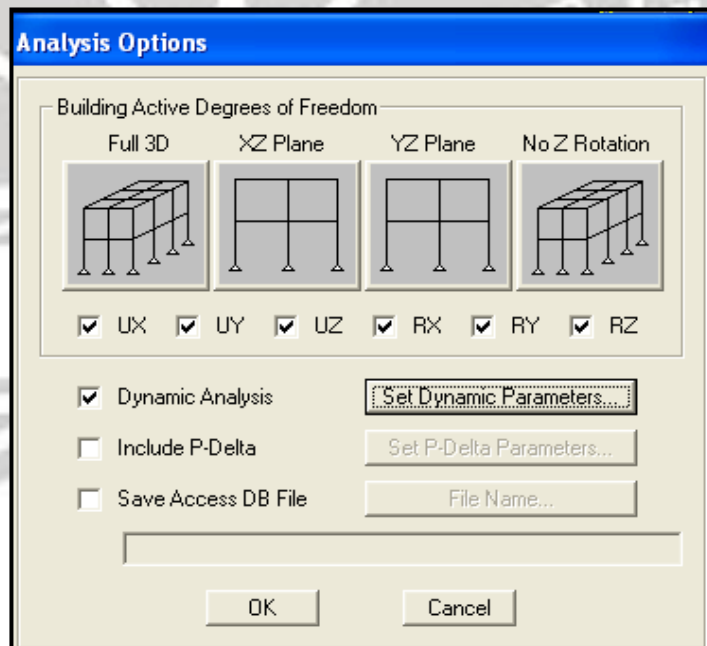 Analysis Options
Building Active Degrees of Freedom
Full 3D XZ Plane YZ Plane No Z Rotation
UX UY UZ RX RY RZ
Dynamic Analysis Set Dynamic Parameters...
Include P-Delta Set P-Delta Parameters...
Save Access DB File File Name...
OK Cancel